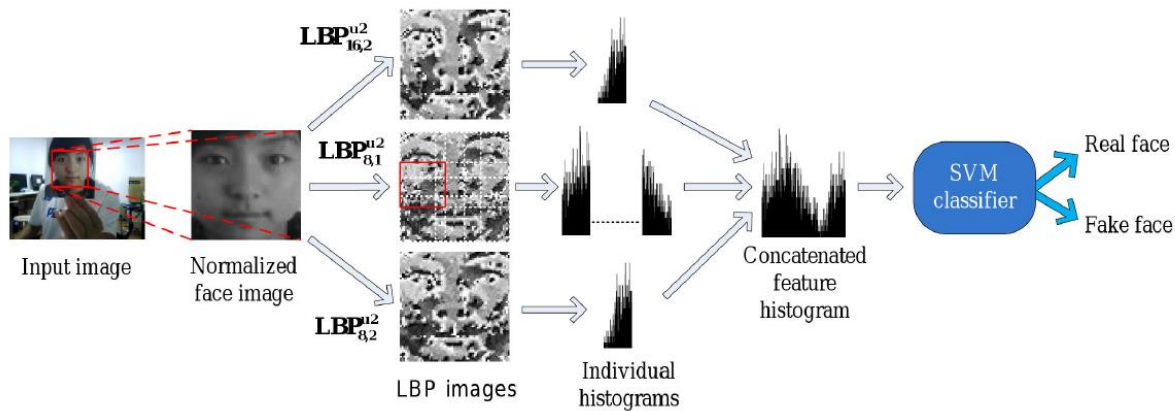 LBP^{u2}_{16,2}
LBP^{u2}_{8,1}
LBP^{u2}_{8,2}
Input image
Normalized
face image
LBP images
Individual
histograms
Concatenated
feature
histogram
SVM
classifier
Real face
Fake face